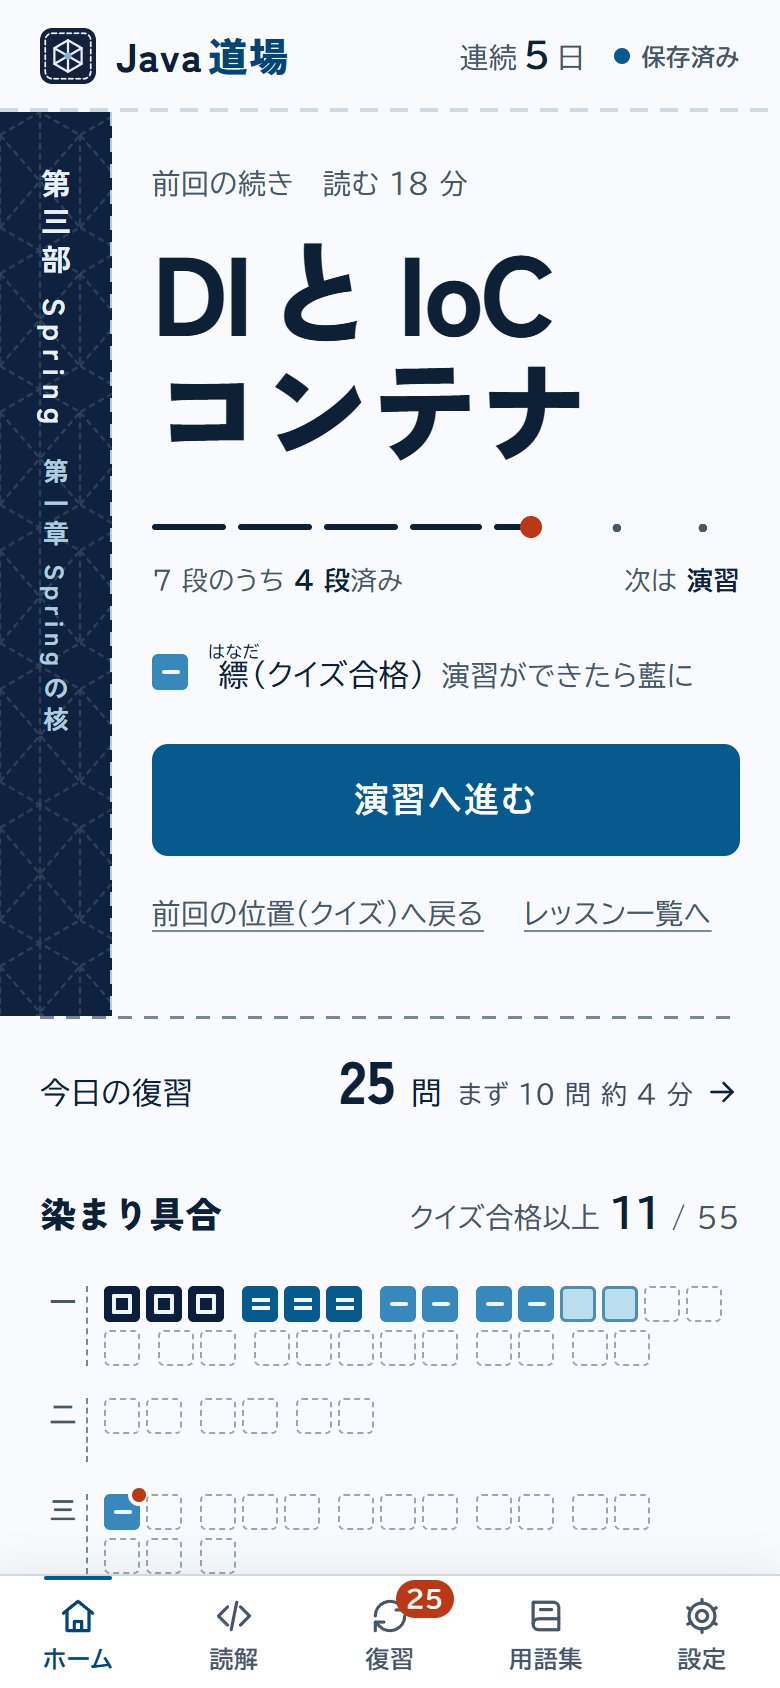 Java 道場
連続 5 日
保存済み
第三部 Spring 第一章 Spring の核
前回の続き 読む 18 分
DI と IoC
コンテナ
7 段のうち 4 段済み
次は 演習
はなだ
縹(クイズ合格) 演習ができたら藍に
演習へ進む
前回の位置(クイズ)へ戻る レッスン一覧へ
今日の復習 25 問 まず 10 問 約 4 分 →
染まり具合 クイズ合格以上 11 / 55
一
二
三
25
ホーム 読解 復習 用語集 設定